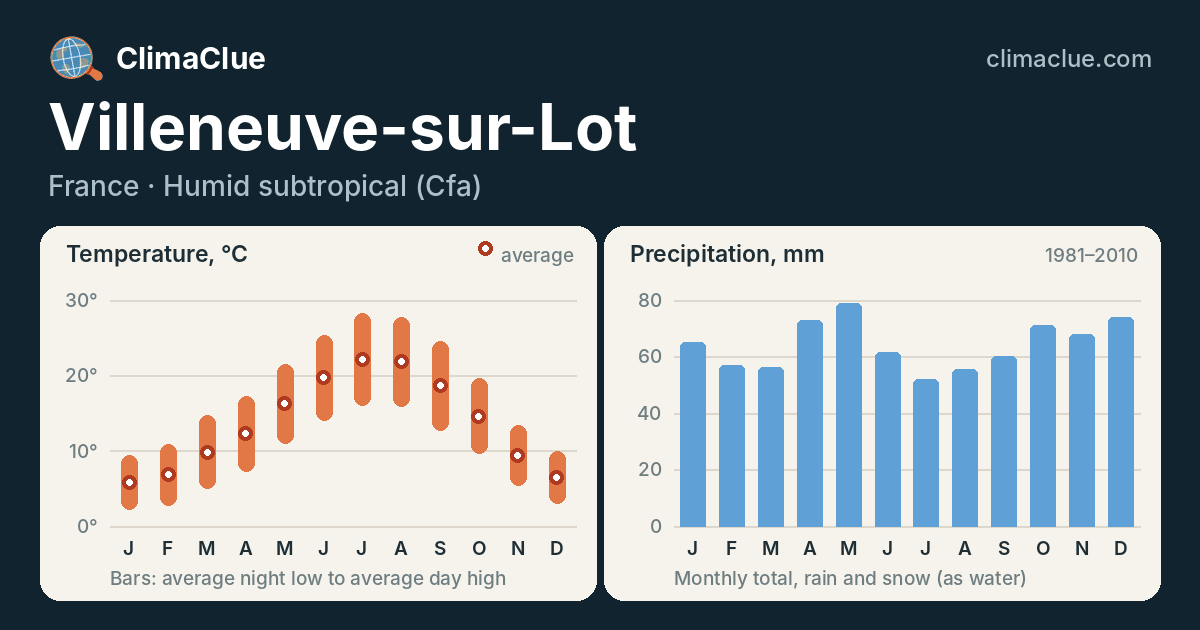 ClimaClue
climaclue.com
Villeneuve-sur-Lot
France · Humid subtropical (Cfa)
Temperature, °C
average
30°
20°
10°
0°
J F M A M J J A S O N D
Bars: average night low to average day high
Precipitation, mm
1981–2010
80
60
40
20
0
J F M A M J J A S O N D
Monthly total, rain and snow (as water)